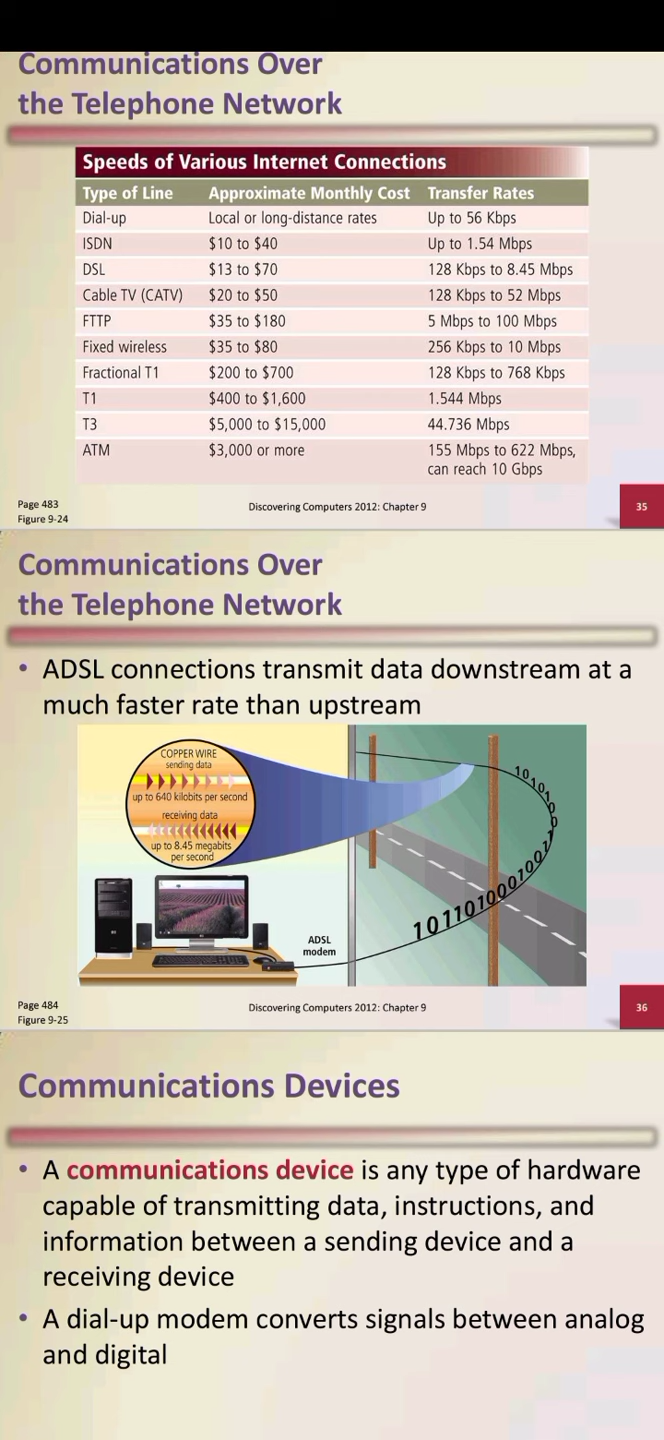 Communications Over
the Telephone Network
Speeds of Various Internet Connections
Type of Line Approximate Monthly Cost Transfer Rates
Dial-up Local or long-distance rates Up to 56 Kbps
ISDN $10 to $40 Up to 1.54 Mbps
DSL $13 to $70 128 Kbps to 8.45 Mbps
Cable TV (CATV) $20 to $50 128 Kbps to 52 Mbps
FTTP $35 to $180 5 Mbps to 100 Mbps
Fixed wireless $35 to $80 256 Kbps to 10 Mbps
Fractional T1 $200 to $700 128 Kbps to 768 Kbps
T1 $400 to $1,600 1.544 Mbps
T3 $5,000 to $15,000 44.736 Mbps
ATM $3,000 or more 155 Mbps to 622 Mbps,
can reach 10 Gbps
Page 483
Figure 9-24
Discovering Computers 2012: Chapter 9
35
Communications Over
the Telephone Network
• ADSL connections transmit data downstream at a
much faster rate than upstream
COPPER WIRE
sending data
up to 640 kilobits per second
receiving data
up to 8.45 megabits
per second
ADSL
modem
Page 484
Figure 9-25
Discovering Computers 2012: Chapter 9
36
Communications Devices
• A communications device is any type of hardware
capable of transmitting data, instructions, and
information between a sending device and a
receiving device
• A dial-up modem converts signals between analog
and digital